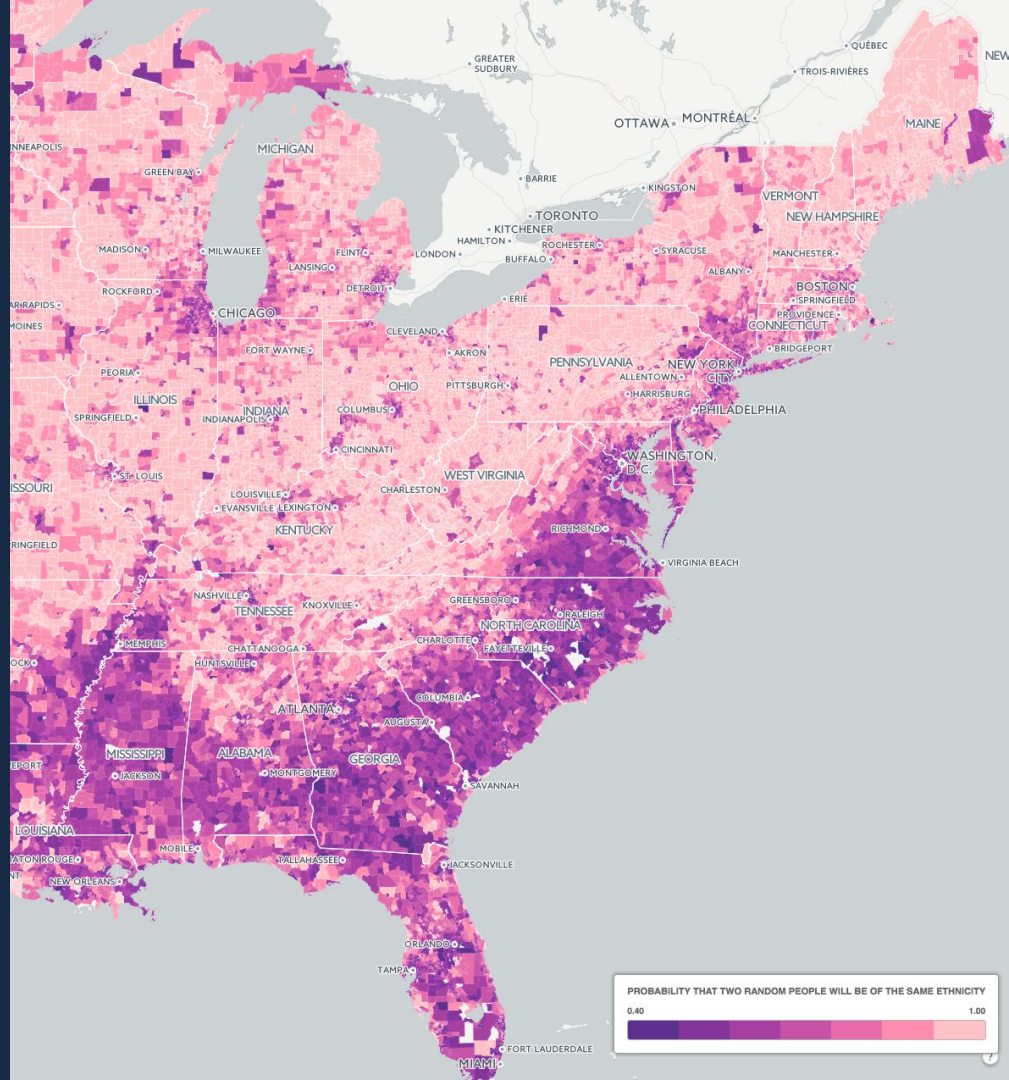 QUÉBEC
NEW
GREATER
SUDBURY
TROIS-RIVIÈRES
OTTAWA
MONTRÉAL
MAINE
NNEAPOLIS
MICHIGAN
GREEN BAY
BARRIE
KINGSTON
VERMONT
TORONTO
NEW HAMPSHIRE
KITCHENER
HAMILTON
MADISON
MILWAUKEE
FLINT
LONDON
ROCHESTER
SYRACUSE
MANCHESTER
BUFFALO
LANSING
ALBANY
ROCKFORD
DETROIT
BOSTON
AR RAPIDS
ERIE
SPRINGFIELD
CHICAGO
PROVIDENCE
MOINES
CLEVELAND
CONNECTICUT
FORT WAYNE
AKRON
BRIDGEPORT
PENNSYLVANIA
NEW YORK
CITY
PEORIA
ALLENTOWN
OHIO
PITTSBURGH
ILLINOIS
HARRISBURG
INDIANA
COLUMBUS
PHILADELPHIA
SPRINGFIELD
INDIANAPOLIS
CINCINNATI
WASHINGTON,
D.C.
ST. LOUIS
WEST VIRGINIA
ISSOURI
CHARLESTON
LOUISVILLE
EVANSVILLE
LEXINGTON
KENTUCKY
RICHMOND
RINGFIELD
VIRGINIA BEACH
NASHVILLE
GREENSBORO
TENNESSEE
KNOXVILLE
RALEIGH
NORTH CAROLINA
MEMPHIS
CHARLOTTE
CHATTANOOGA
FAYETTEVILLE
OCK
HUNTSVILLE
COLUMBIA
ATLANTA
AUGUSTA
MISSISSIPPI
ALABAMA
GEORGIA
EPORT
JACKSON
MONTGOMERY
SAVANNAH
LOUISIANA
MOBILE
ATON ROUGE
TALLAHASSEE
JACKSONVILLE
NT
NEW ORLEANS
ORLANDO
TAMPA
FORT LAUDERDALE
MIAMI
PROBABILITY THAT TWO RANDOM PEOPLE WILL BE OF THE SAME ETHNICITY
0.40 1.00
?